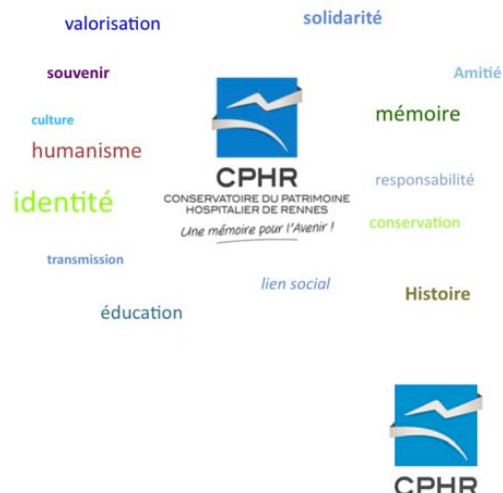 valorisation
solidarité
souvenir
Amitié
culture
mémoire
humanisme
CPHR
CONSERVATOIRE DU PATRIMOINE
HOSPITALIER DE RENNES
Une mémoire pour l'Avenir !
responsabilité
identité
conservation
transmission
lien social
Histoire
éducation
CPHR